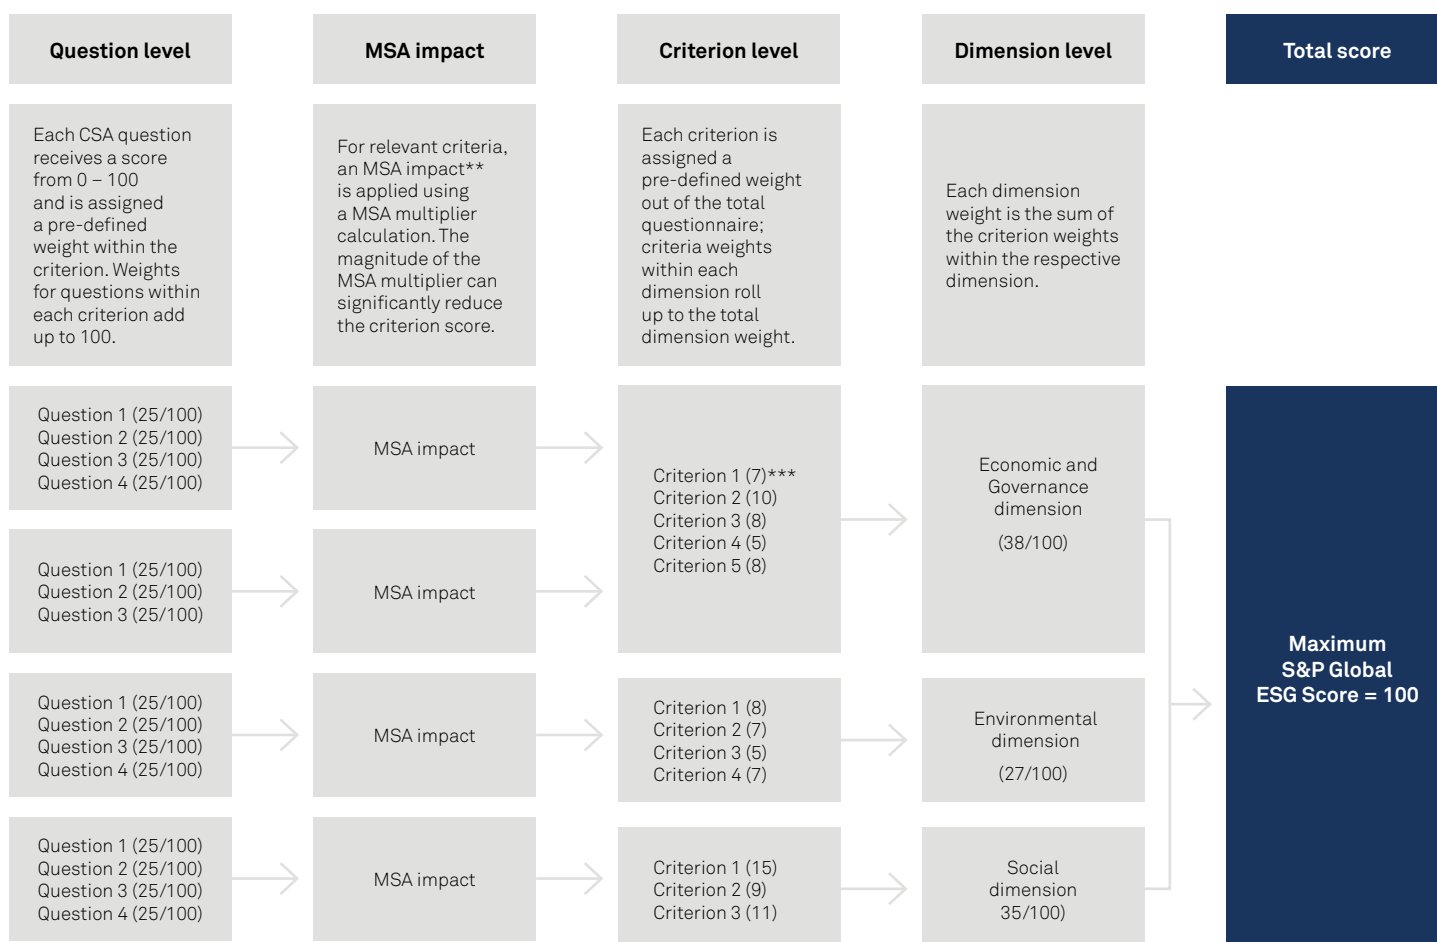 Question level
MSA impact
Criterion level
Dimension level
Total score
Each CSA question
receives a score
from 0 – 100
and is assigned
a pre-defined
weight within the
criterion. Weights
for questions within
each criterion add
up to 100.
For relevant criteria,
an MSA impact**
is applied using
a MSA multiplier
calculation. The
magnitude of the
MSA multiplier can
significantly reduce
the criterion score.
Each criterion is
assigned a
pre-defined weight
out of the total
questionnaire;
criteria weights
within each
dimension roll
up to the total
dimension weight.
Each dimension
weight is the sum of
the criterion weights
within the respective
dimension.
Question 1 (25/100)
Question 2 (25/100)
Question 3 (25/100)
Question 4 (25/100)
MSA impact
Question 1 (25/100)
Question 2 (25/100)
Question 3 (25/100)
MSA impact
Criterion 1 (7)***
Criterion 2 (10)
Criterion 3 (8)
Criterion 4 (5)
Criterion 5 (8)
Economic and
Governance
dimension
(38/100)
Question 1 (25/100)
Question 2 (25/100)
Question 3 (25/100)
Question 4 (25/100)
MSA impact
Criterion 1 (8)
Criterion 2 (7)
Criterion 3 (5)
Criterion 4 (7)
Environmental
dimension
(27/100)
Question 1 (25/100)
Question 2 (25/100)
Question 3 (25/100)
Question 4 (25/100)
MSA impact
Criterion 1 (15)
Criterion 2 (9)
Criterion 3 (11)
Social
dimension
35/100)
Maximum
S&P Global
ESG Score = 100